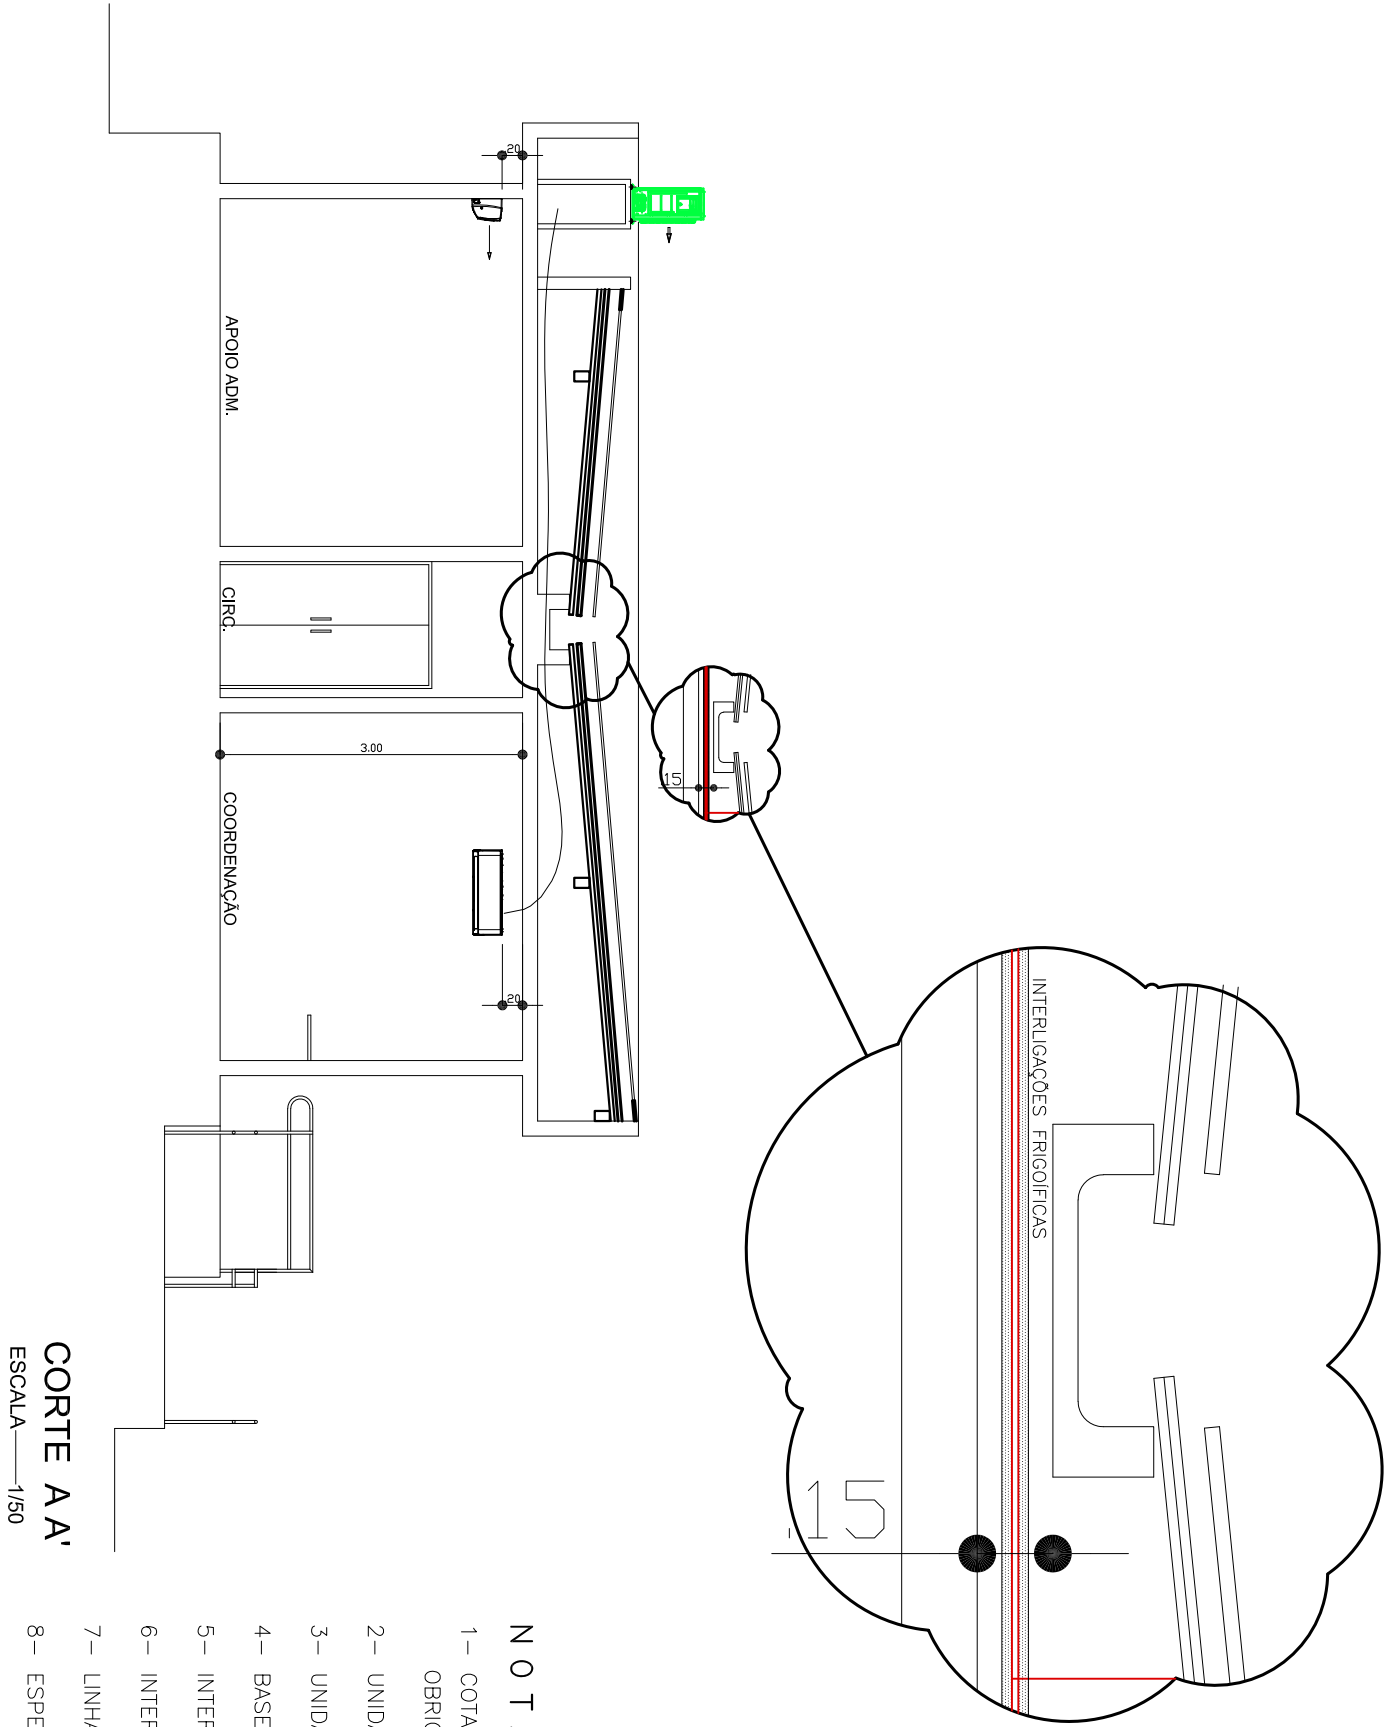 .20
APOIO ADM.
CIRC.
3.00
COORDENAÇÃO
.20
.15
INTERLIGAÇÕES FRIGOÍFICAS
.15
CORTE A A'
ESCALA 1/50
N O T
1- COTA
OBRIG
2- UNID
3- UNID
4- BASE
5- INTER
6- INTER
7- LINHA
8- ESPE